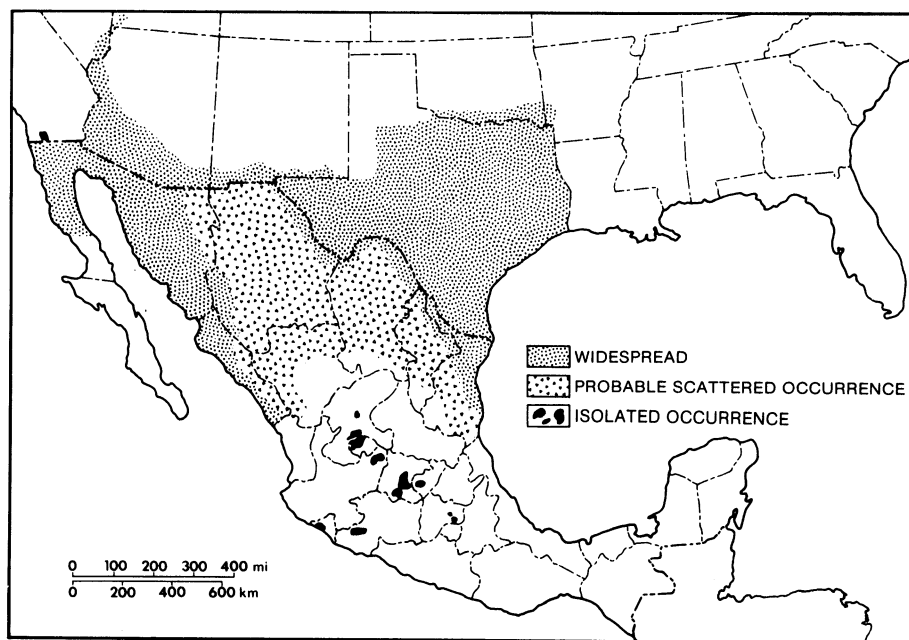 WIDESPREAD
PROBABLE SCATTERED OCCURRENCE
ISOLATED OCCURRENCE
0 100 200 300 400 mi
0 200 400 600 km